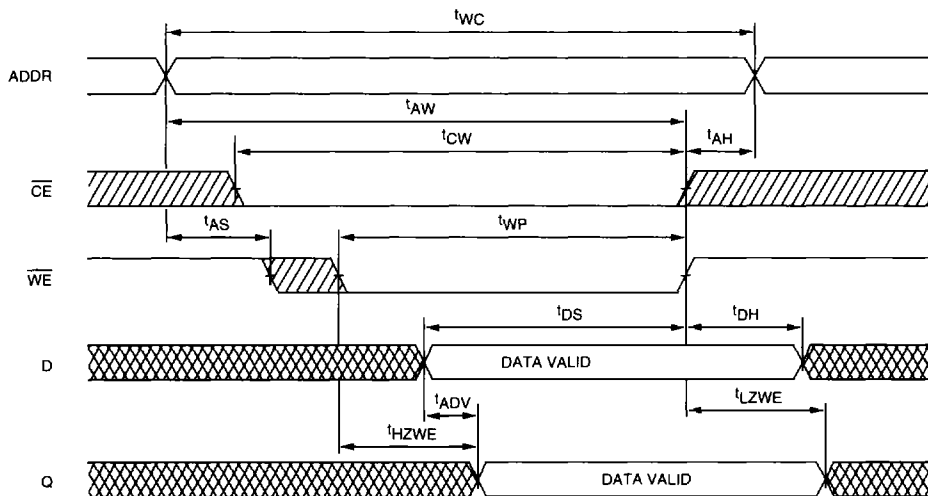 tWC
ADDR
tAW
tCW
tAH
CE
tAS
tWP
WE
tDS
tDH
D
DATA VALID
tADV
tLZWE
tHZWE
Q
DATA VALID